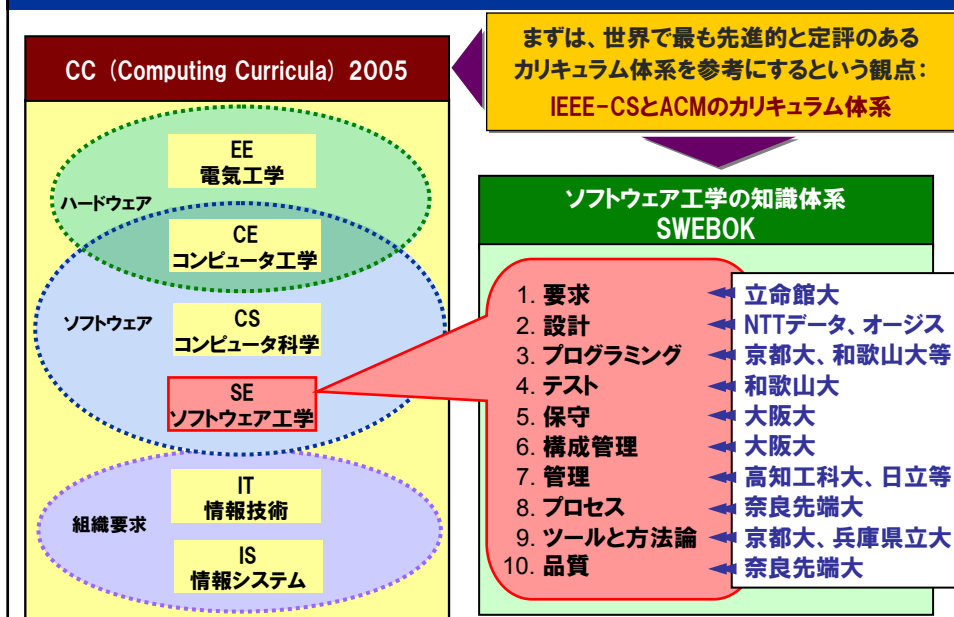 まずは、世界で最も先進的と定評のある
カリキュラム体系を参考にするという観点：
IEEE-CSとACMのカリキュラム体系
CC (Computing Curricula) 2005
EE
電気工学
ハードウェア
CE
コンピュータ工学
ソフトウェア
CS
コンピュータ科学
SE
ソフトウェア工学
組織要求
IT
情報技術
IS
情報システム
ソフトウェア工学の知識体系
SWEBOK
1. 要求 立命館大
2. 設計 NTTデータ、オージス
3. プログラミング 京都大、和歌山大等
4. テスト 和歌山大
5. 保守 大阪大
6. 構成管理 大阪大
7. 管理 高知工科大、日立等
8. プロセス 奈良先端大
9. ツールと方法論 京都大、兵庫県立大
10. 品質 奈良先端大